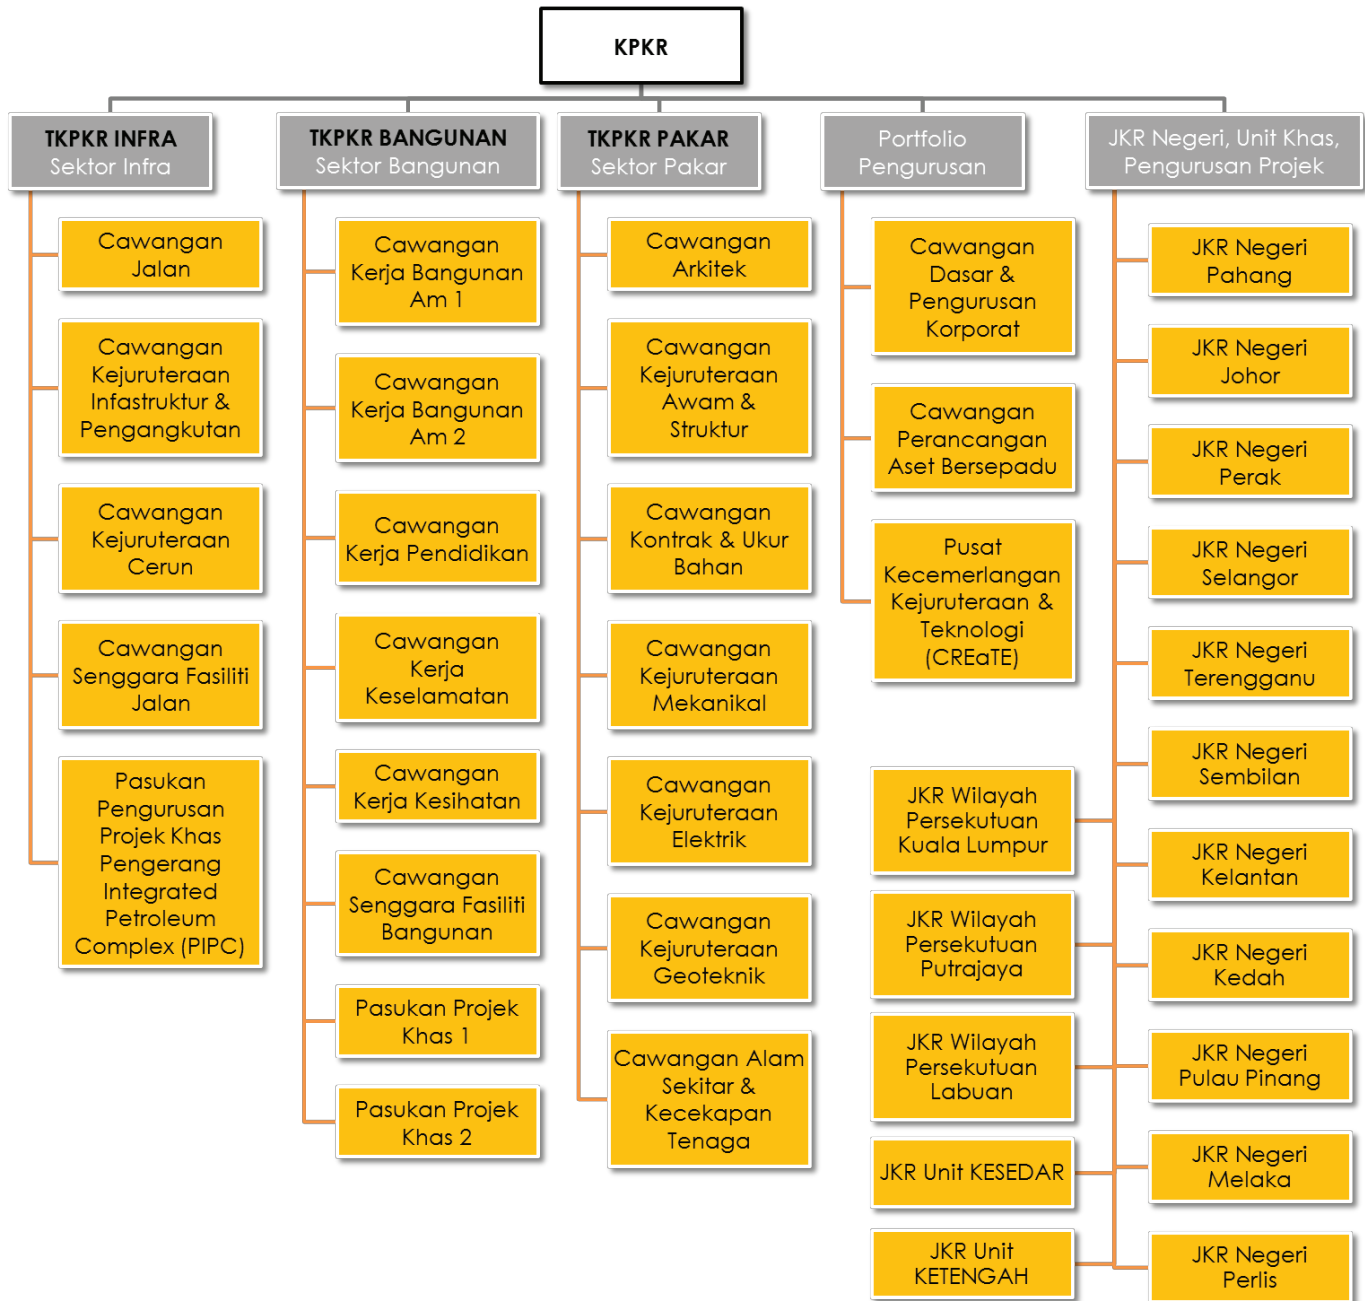 KPKR
TKPKR INFRA
Sektor Infra
Cawangan
Jalan
Cawangan
Kejuruteraan
Infastruktur &
Pengangkutan
Cawangan
Kejuruteraan
Cerun
Cawangan
Senggara Fasiliti
Jalan
Pasukan
Pengurusan
Projek Khas
Pengerang
Integrated
Petroleum
Complex (PIPC)
TKPKR BANGUNAN
Sektor Bangunan
Cawangan
Kerja Bangunan
Am 1
Cawangan
Kerja Bangunan
Am 2
Cawangan
Kerja Pendidikan
Cawangan
Kerja
Keselamatan
Cawangan
Kerja Kesihatan
Cawangan
Senggara Fasiliti
Bangunan
Pasukan Projek
Khas 1
Pasukan Projek
Khas 2
TKPKR PAKAR
Sektor Pakar
Cawangan
Arkitek
Cawangan
Kejuruteraan
Awam &
Struktur
Cawangan
Kontrak & Ukur
Bahan
Cawangan
Kejuruteraan
Mekanikal
Cawangan
Kejuruteraan
Elektrik
Cawangan
Kejuruteraan
Geoteknik
Cawangan Alam
Sekitar &
Kecekapan
Tenaga
Portfolio
Pengurusan
Cawangan
Dasar &
Pengurusan
Korporat
Cawangan
Perancangan
Aset Bersepadu
Pusat
Kecemerlangan
Kejuruteraan &
Teknologi
(CREaTE)
JKR Negeri, Unit Khas,
Pengurusan Projek
JKR Negeri
Pahang
JKR Negeri
Johor
JKR Negeri
Perak
JKR Negeri
Selangor
JKR Negeri
Terengganu
JKR Negeri
Sembilan
JKR Negeri
Kelantan
JKR Negeri
Kedah
JKR Negeri
Pulau Pinang
JKR Negeri
Melaka
JKR Negeri
Perlis
JKR Wilayah
Persekutuan
Kuala Lumpur
JKR Wilayah
Persekutuan
Putrajaya
JKR Wilayah
Persekutuan
Labuan
JKR Unit KESEDAR
JKR Unit
KETENGAH